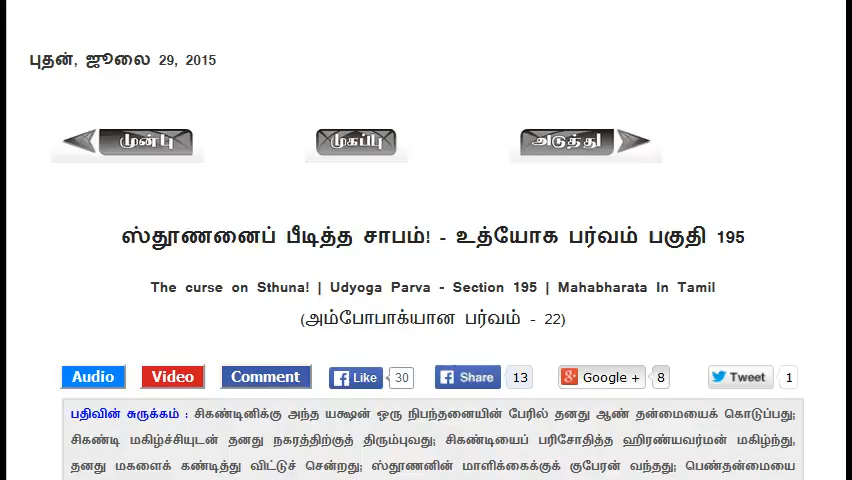 புதன், ஜூலை 29, 2015
முன்பு முகப்பு அடுத்து
ஸ்தூணனைப் பீடித்த சாபம்! - உத்யோக பர்வம் பகுதி 195
The curse on Sthuna! | Udyoga Parva - Section 195 | Mahabharata In Tamil
(அம்போபாக்யான பர்வம் - 22)
Audio Video Comment Like 30 Share 13 Google + 8 Tweet 1
பதிவின் சுருக்கம் : சிகண்டினிக்கு அந்த யக்ஷன் ஒரு நிபந்தனையின் பேரில் தனது ஆண் தன்மையைக் கொடுப்பது;
சிகண்டி மகிழ்ச்சியுடன் தனது நகரத்திற்குத் திரும்புவது; சிகண்டியைப் பரிசோதித்த ஹிரண்யவர்மன் மகிழ்ந்து,
தனது மகளைக் கண்டித்து விட்டுச் சென்றது; ஸ்தூணனின் மாளிகைக்குக் குபேரன் வந்தது; பெண்தன்மையை